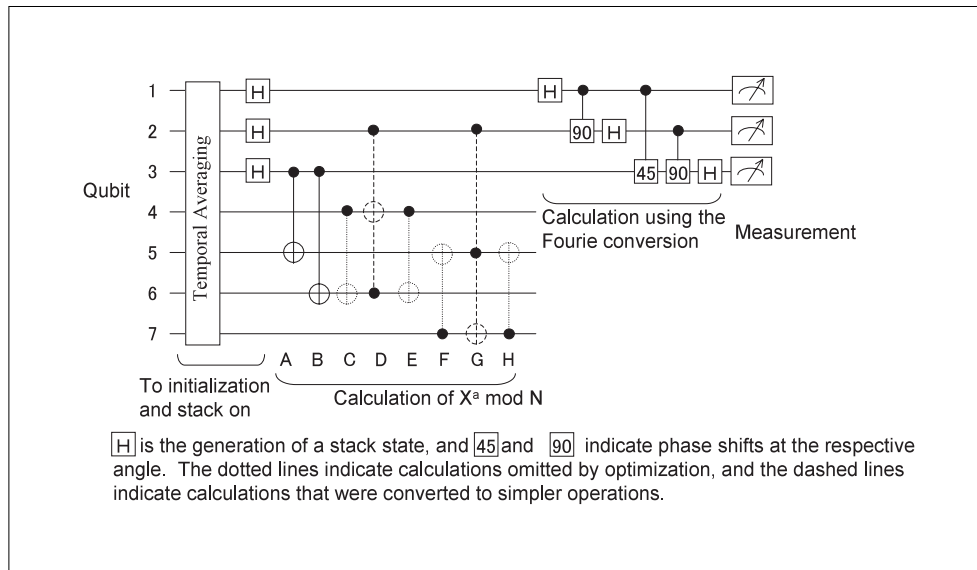 1 H H
2 H 90 H
3 H 45 90 H
Qubit
4
Calculation using the
Fourie conversion
Measurement
5
6
7
Temporal Averaging
A B C D E F G H
To initialization
and stack on
Calculation of Xᵃ mod N
H is the generation of a stack state, and 45 and 90 indicate phase shifts at the respective
angle. The dotted lines indicate calculations omitted by optimization, and the dashed lines
indicate calculations that were converted to simpler operations.